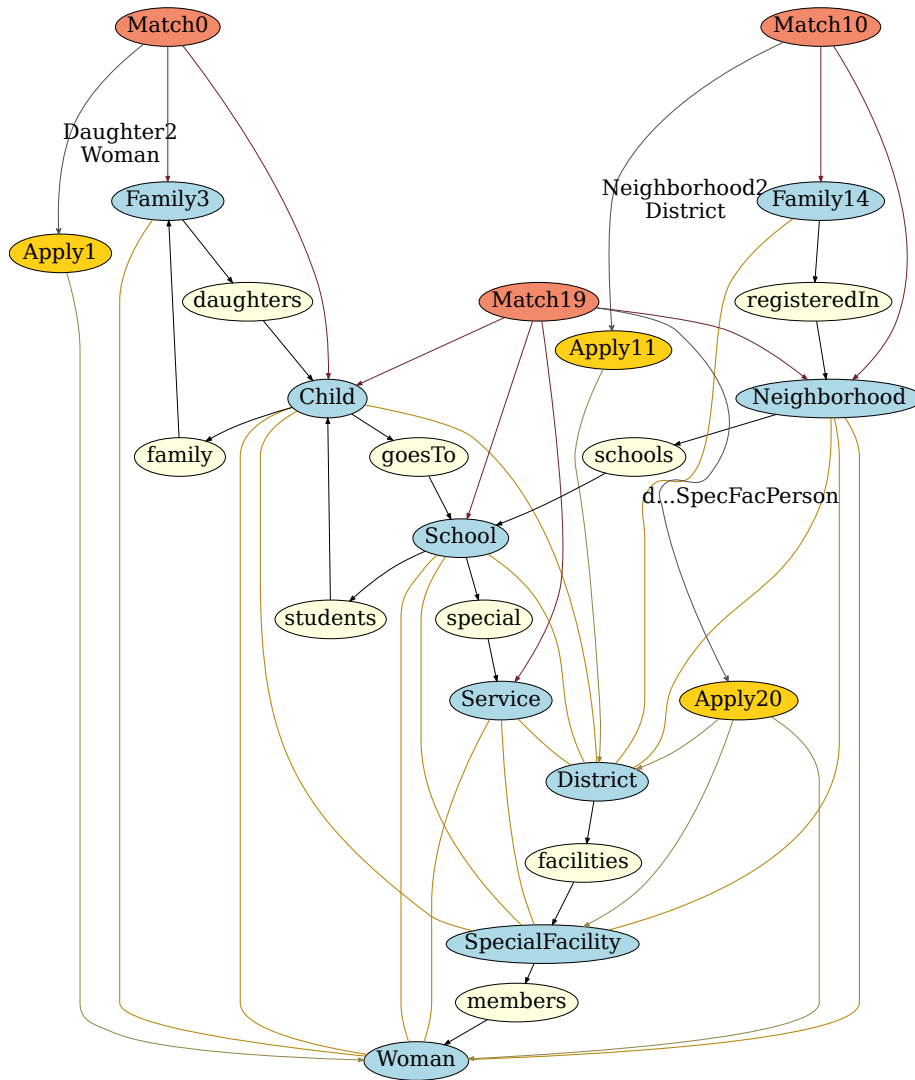 Match0
Match10
Daughter2
Woman
Family3
Neighborhood2
District
Family14
Apply1
daughters
Match19
registeredIn
Apply11
Child
Neighborhood
family
goesTo
schools
d...SpecFacPerson
School
students
special
Service
Apply20
District
facilities
SpecialFacility
members
Woman